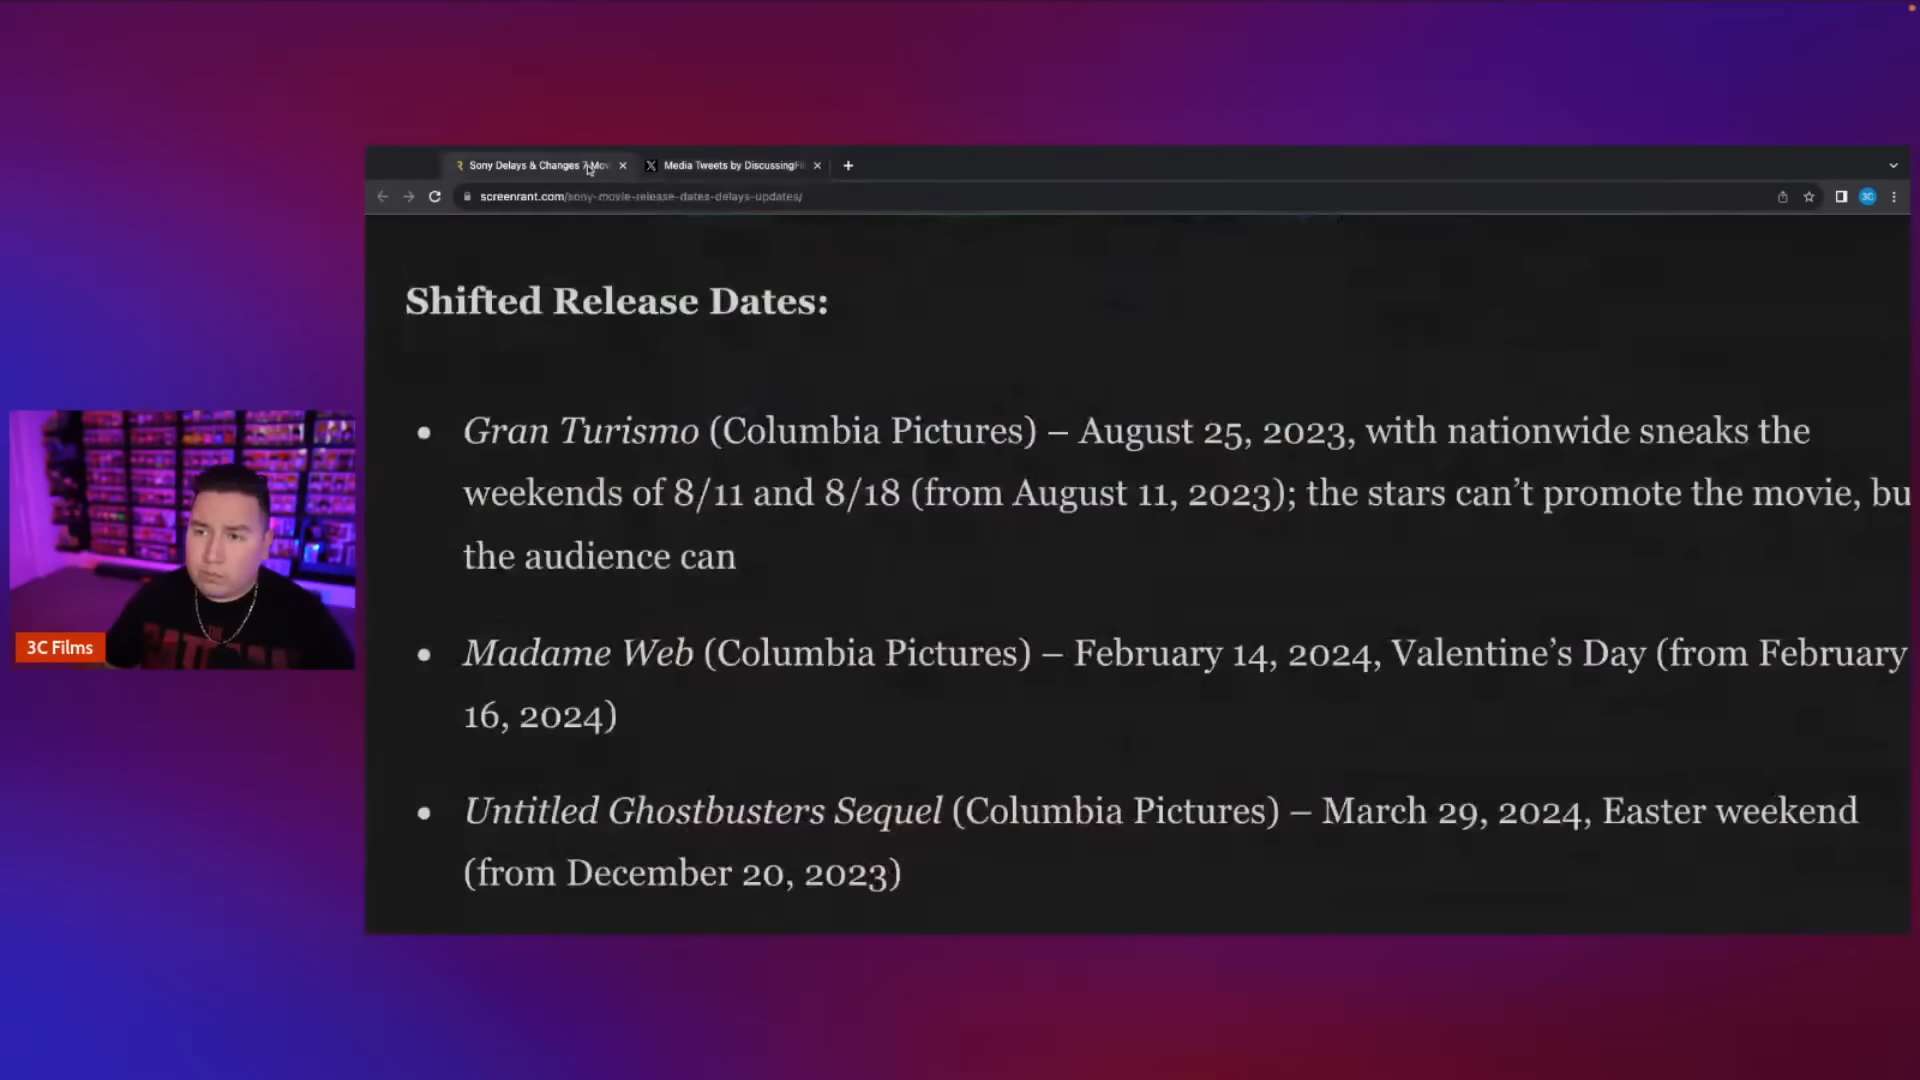 Sony Delays & Changes 7 Mov
Media Tweets by DiscussingFi
screenrant.com/sony-movie-release-dates-delays-updates/
3C
Shifted Release Dates:
• Gran Turismo (Columbia Pictures) – August 25, 2023, with nationwide sneaks the
weekends of 8/11 and 8/18 (from August 11, 2023); the stars can’t promote the movie, bu
the audience can
• Madame Web (Columbia Pictures) – February 14, 2024, Valentine’s Day (from February
16, 2024)
• Untitled Ghostbusters Sequel (Columbia Pictures) – March 29, 2024, Easter weekend
(from December 20, 2023)
3C Films